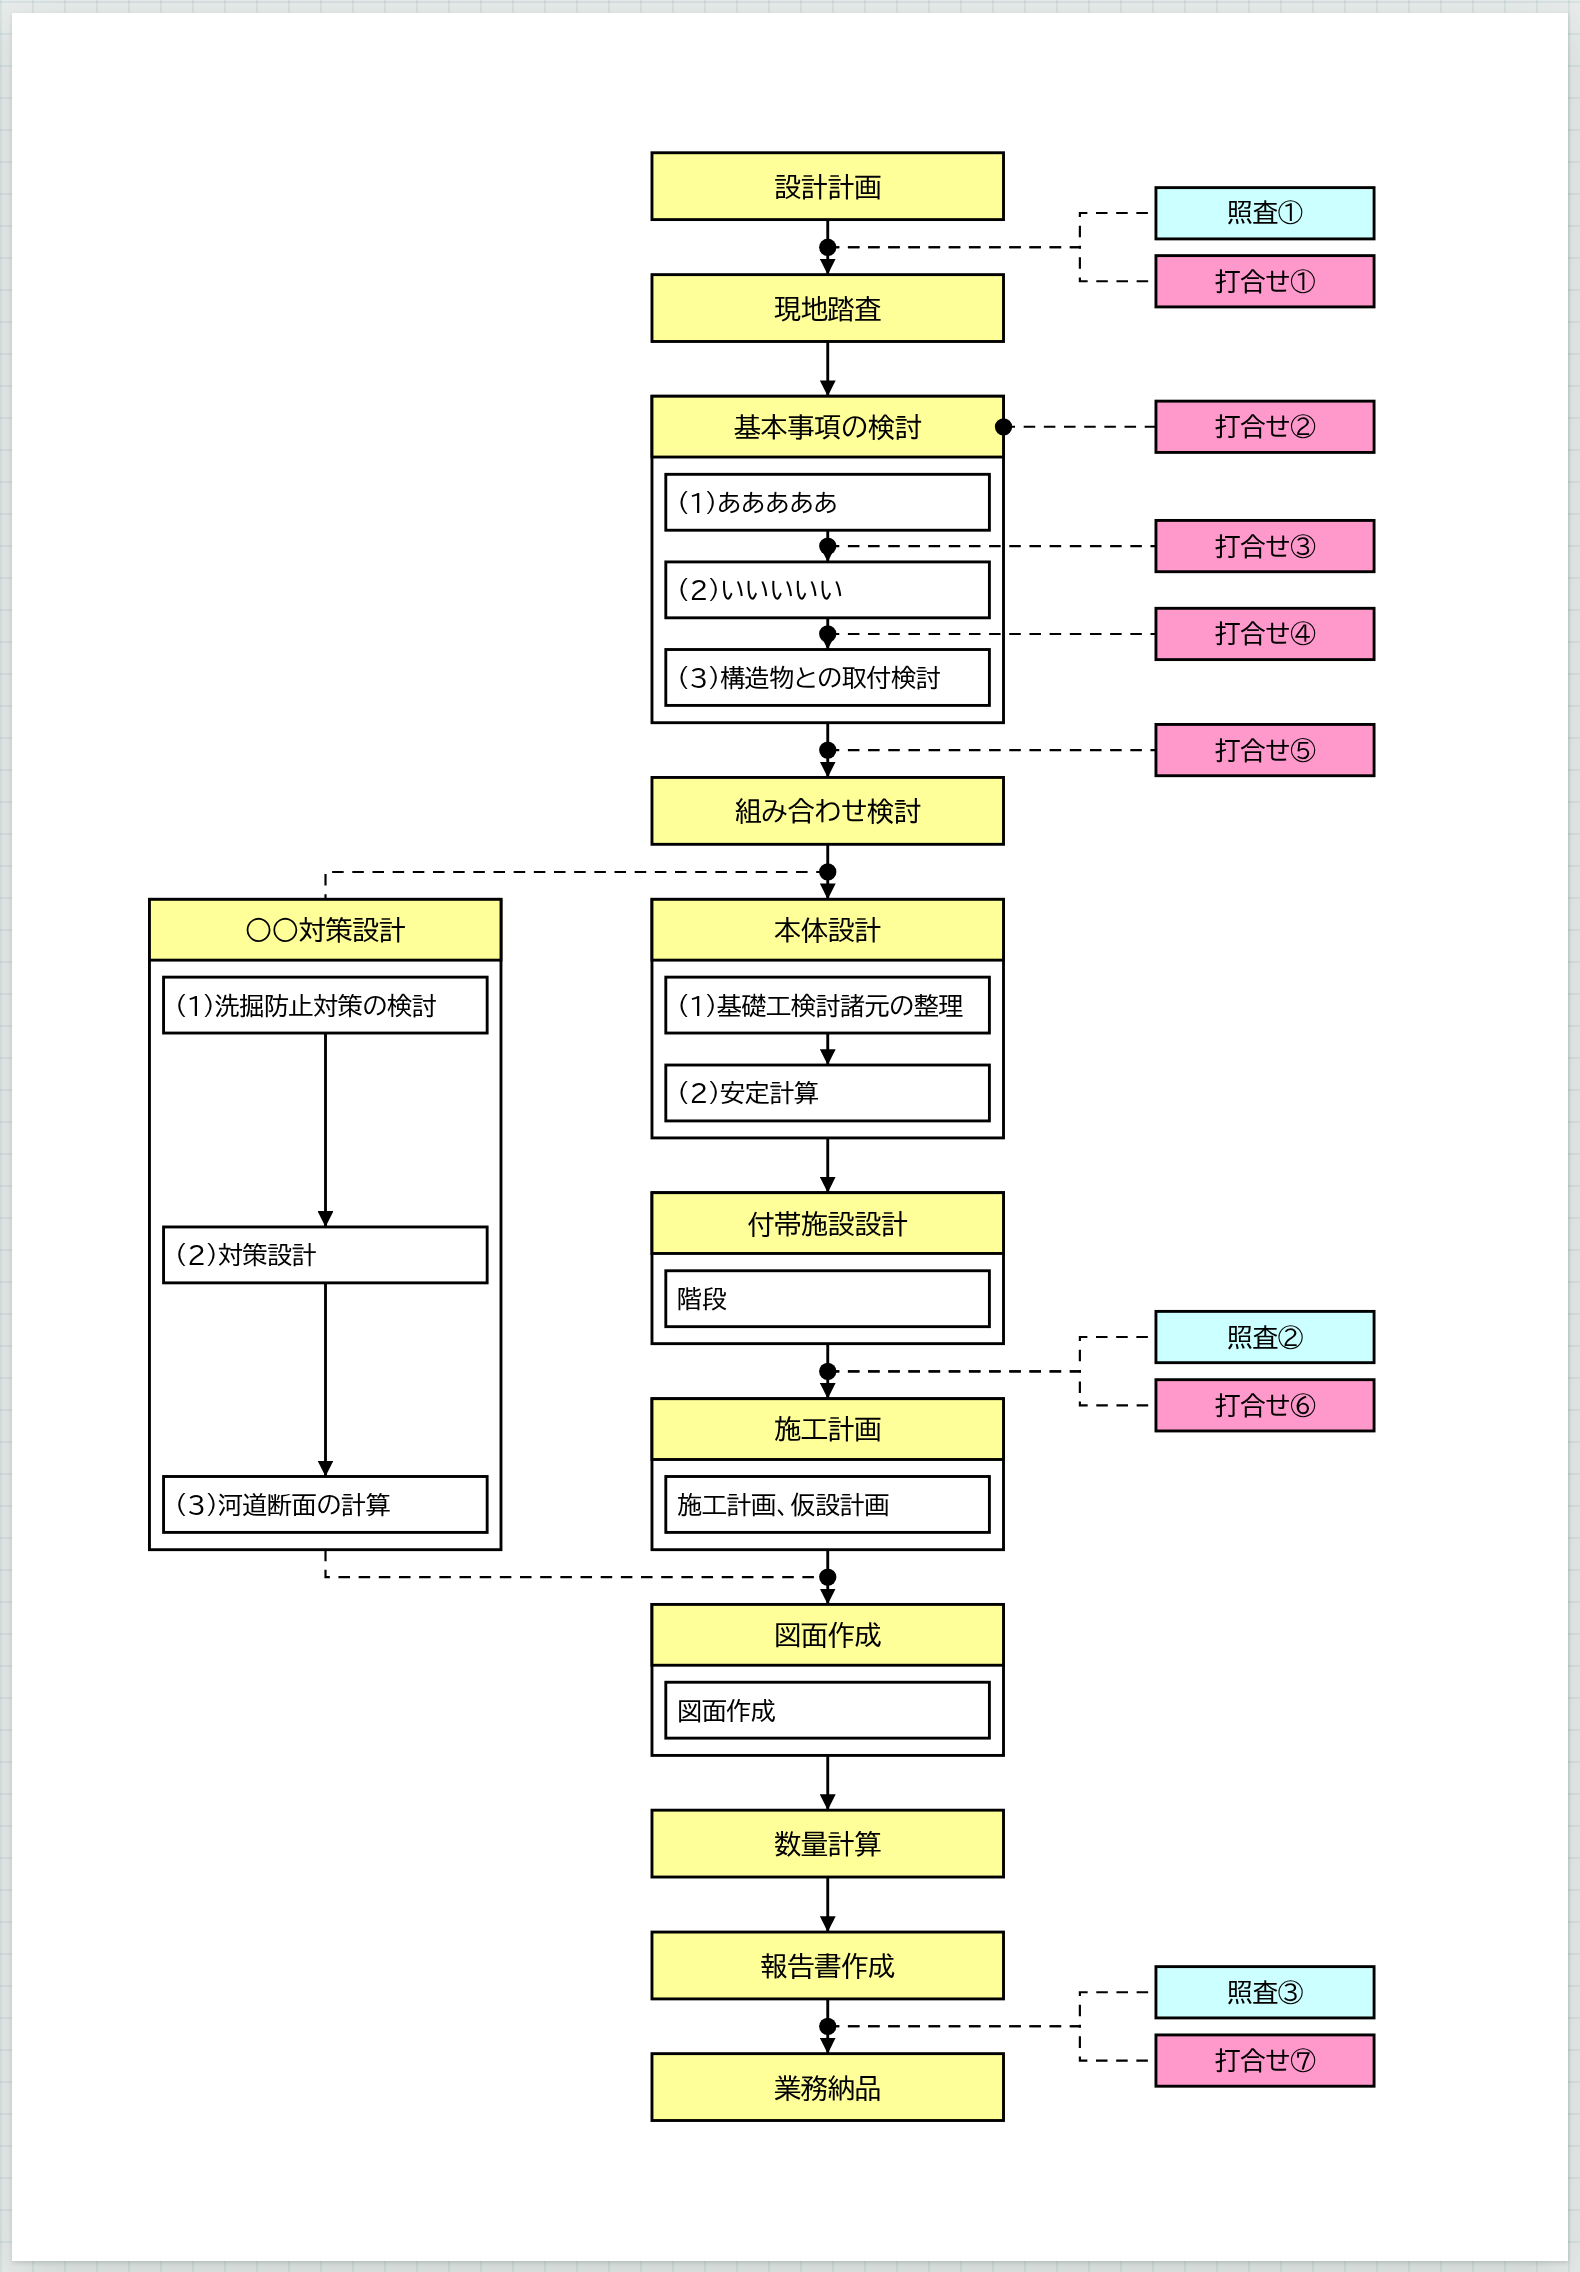 設計計画
照査①
打合せ①
現地踏査
基本事項の検討
打合せ②
(1)あああああ
打合せ③
(2)いいいいい
打合せ④
(3)構造物との取付検討
打合せ⑤
組み合わせ検討
〇〇対策設計
本体設計
(1)洗掘防止対策の検討
(1)基礎工検討諸元の整理
(2)安定計算
付帯施設設計
(2)対策設計
階段
照査②
打合せ⑥
施工計画
(3)河道断面の計算
施工計画、仮設計画
図面作成
図面作成
数量計算
報告書作成
照査③
打合せ⑦
業務納品